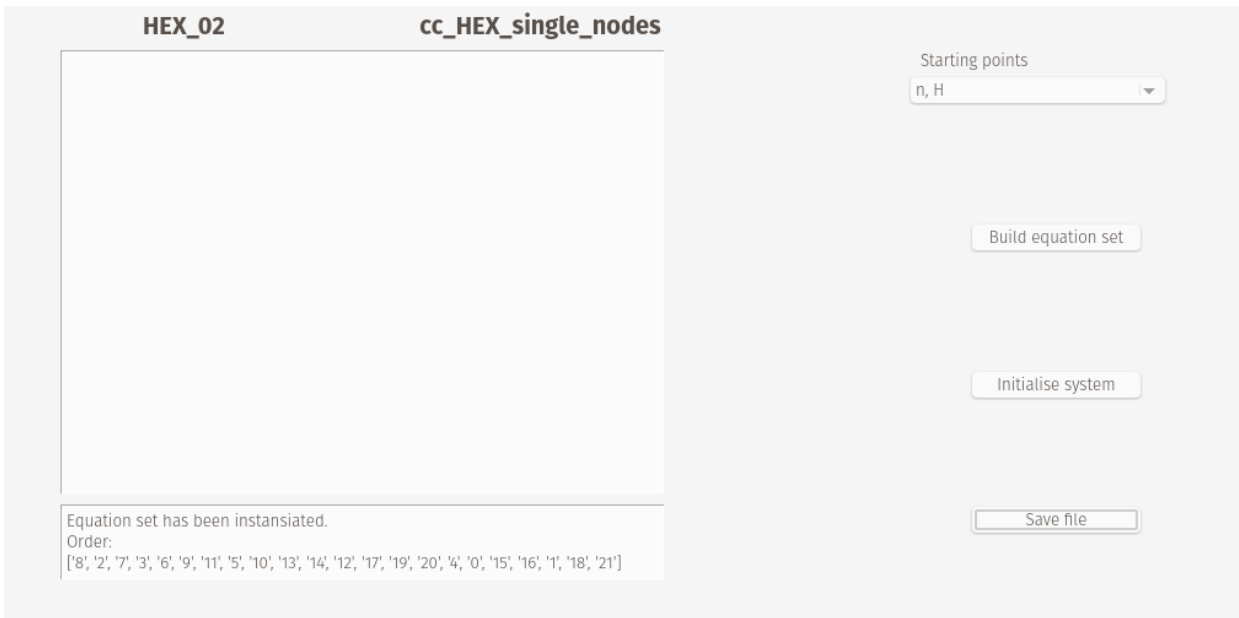 HEX_02 cc_HEX_single_nodes
Starting points
n, H
Build equation set
Initialise system
Equation set has been instansiated.
Order:
['8', '2', '7', '3', '6', '9', '11', '5', '10', '13', '14', '12', '17', '19', '20', '4', '0', '15', '16', '1', '18', '21']
Save file